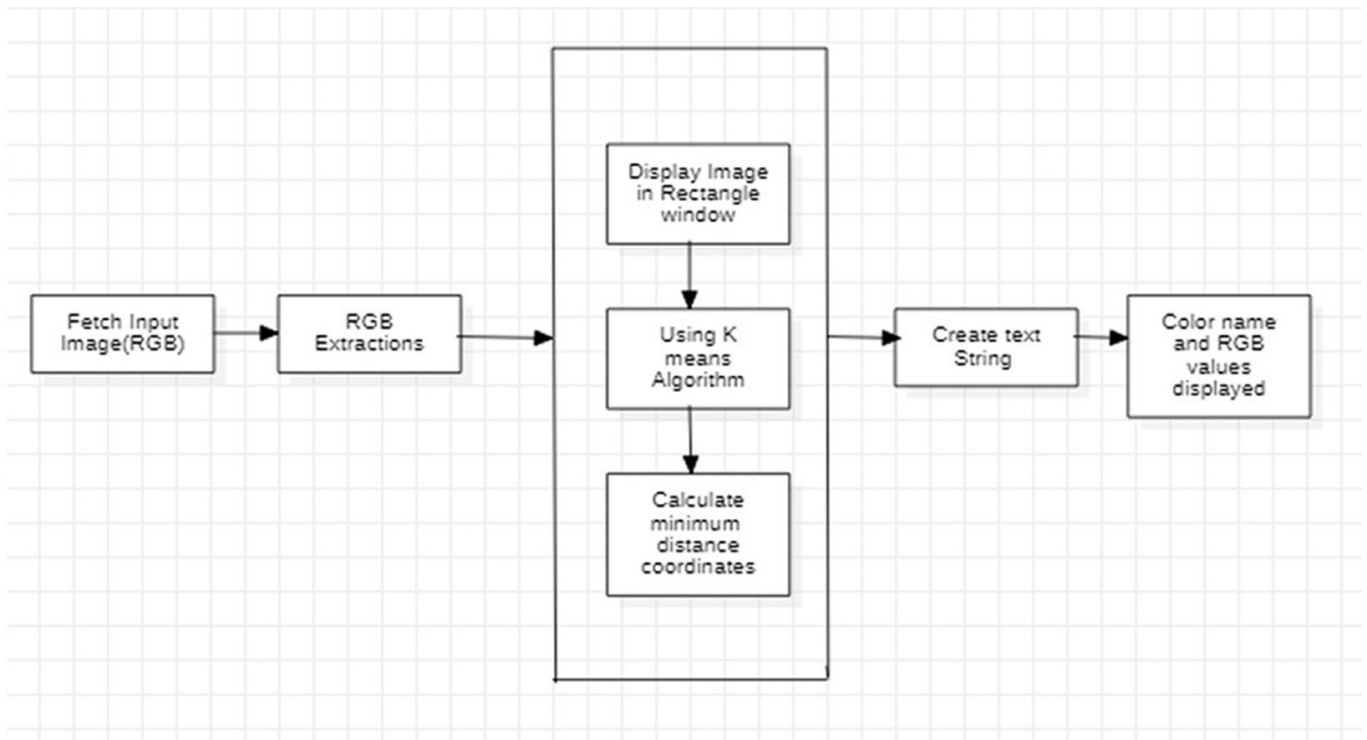 Fetch Input
Image(RGB)
RGB
Extractions
Display Image
in Rectangle
window
Using K
means
Algorithm
Calculate
minimum
distance
coordinates
Create text
String
Color name
and RGB
values
displayed